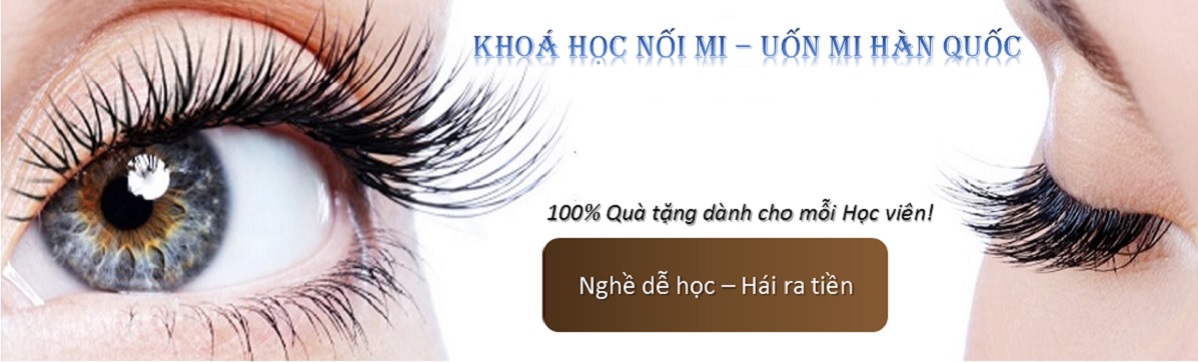 KHOÁ HỌC NỐI MI – UỐN MI HÀN QUỐC
100% Quà tặng dành cho mỗi Học viên!
Nghề dễ học – Hái ra tiền